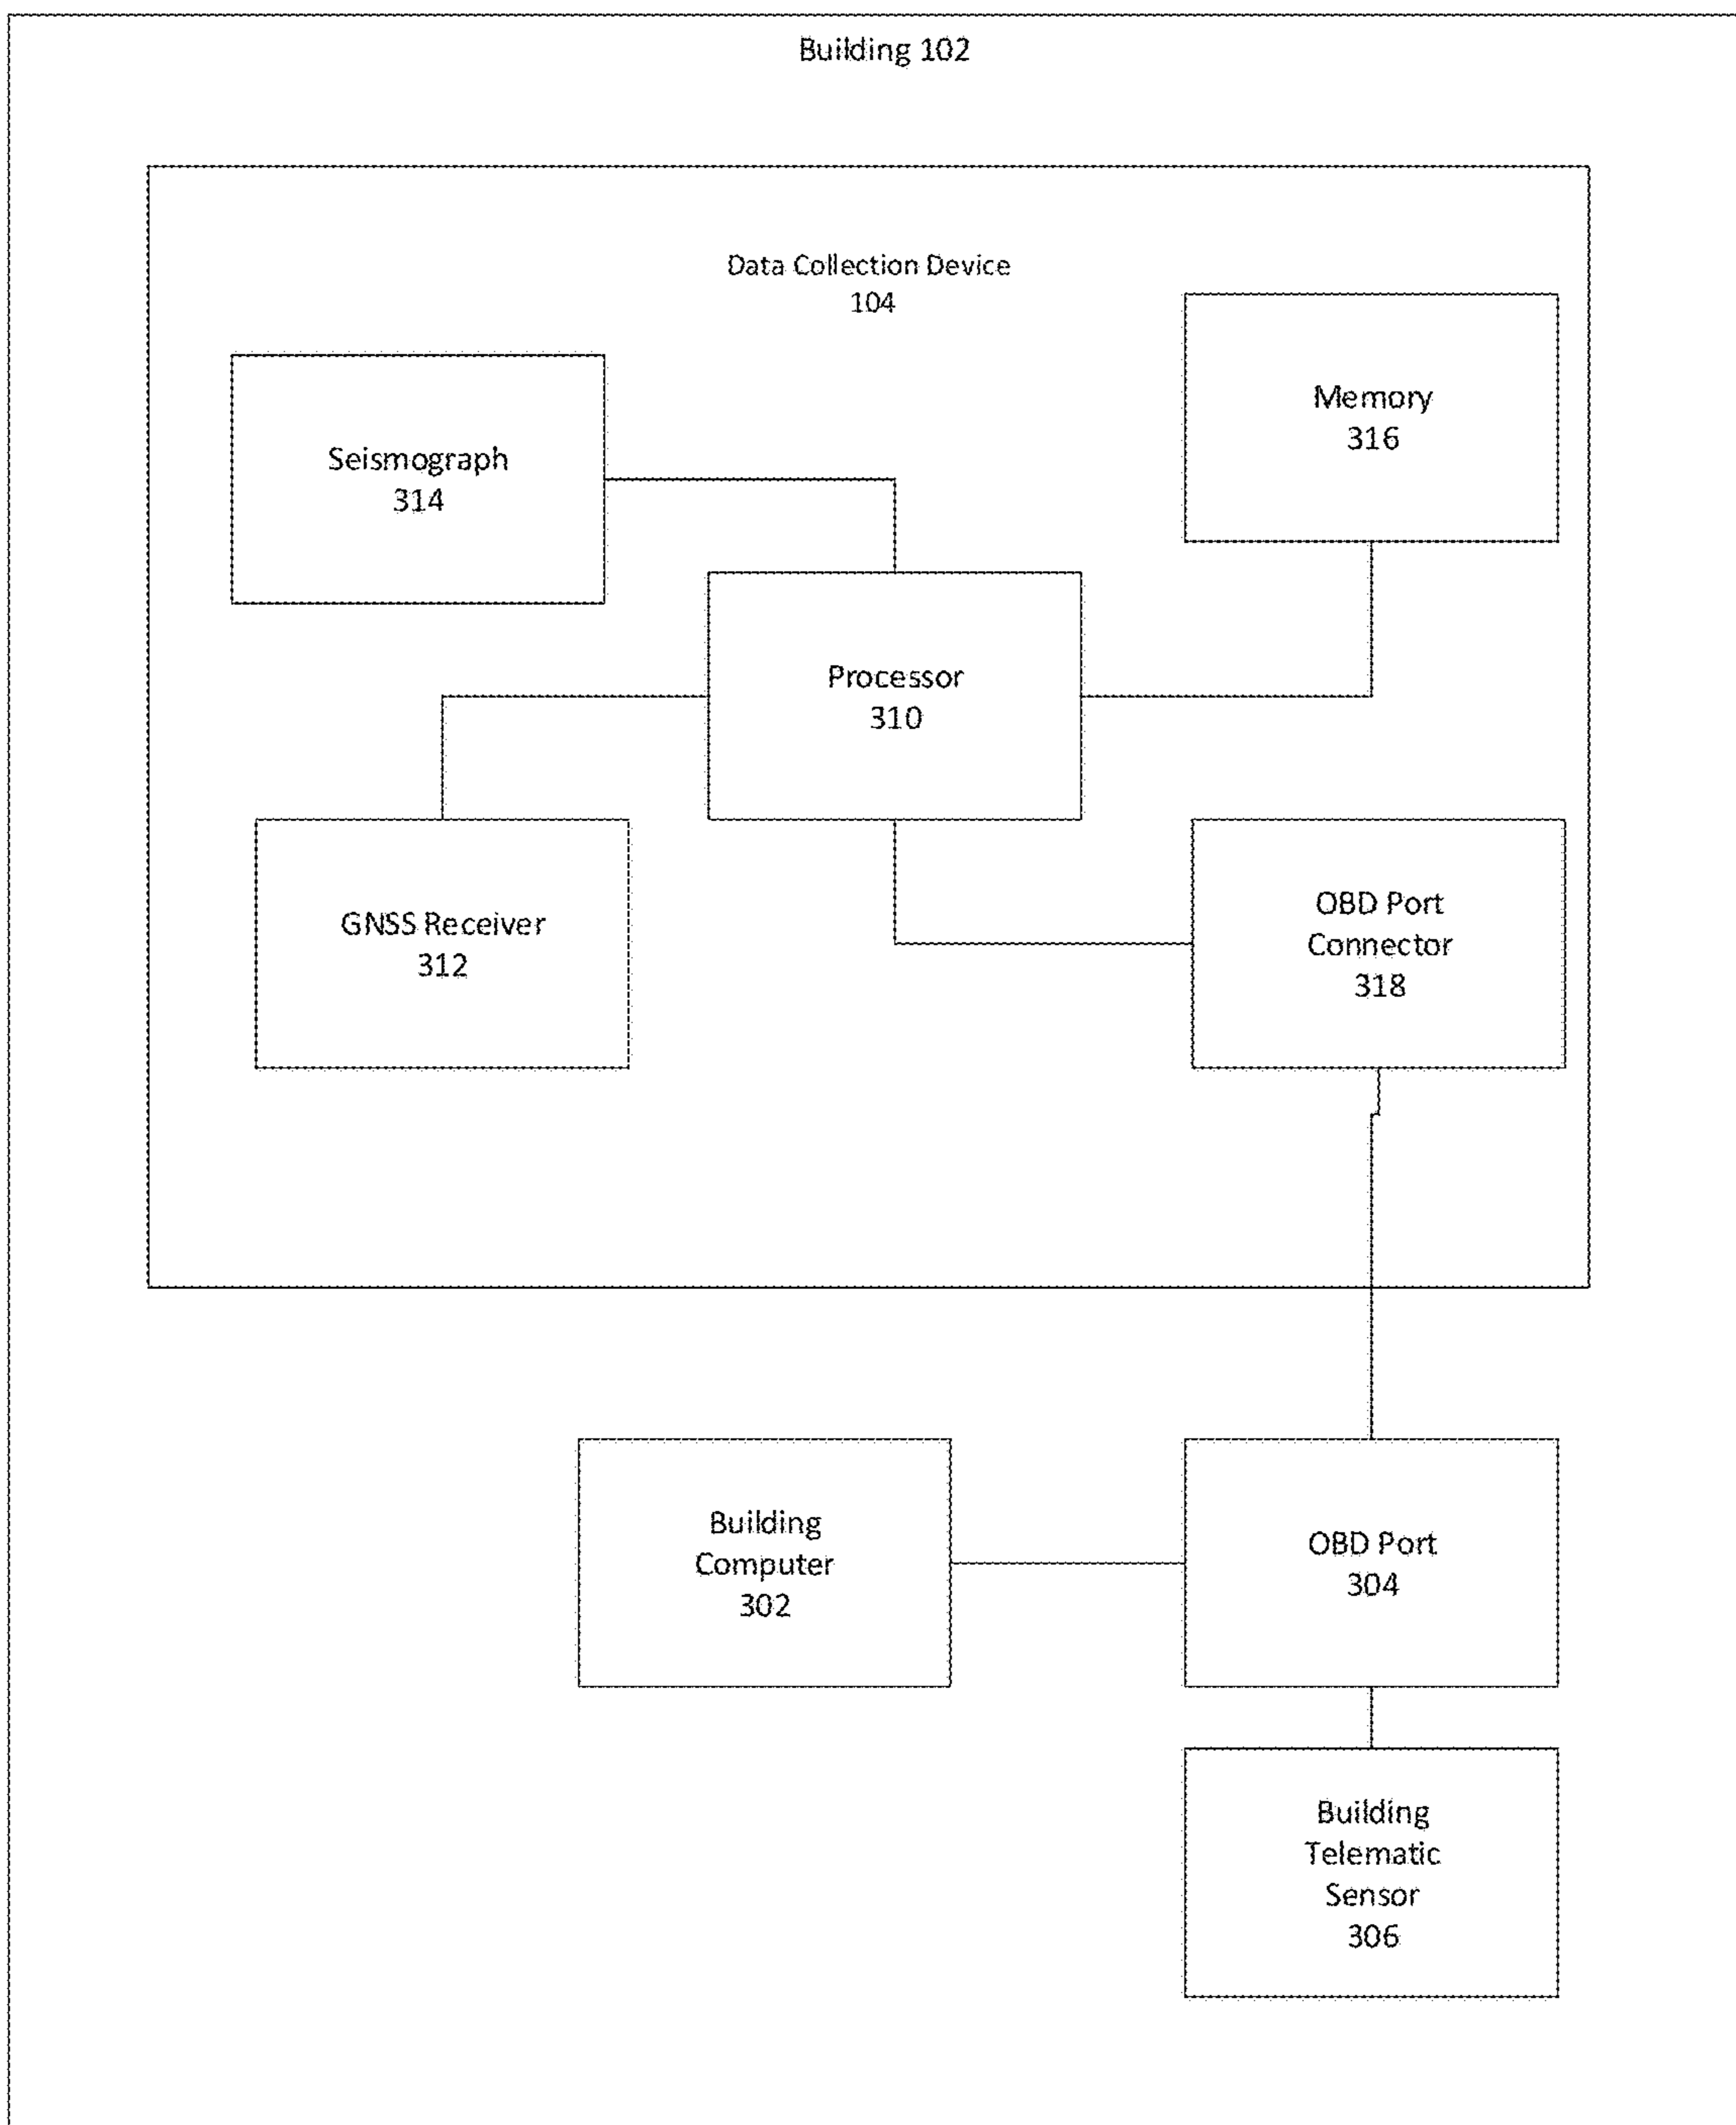 Building 102
Data Collection Device
104
Memory
316
Seismograph
314
Processor
310
GNSS Receiver
312
OBD Port
Connector
318
Building
Computer
302
OBD Port
304
Building
Telematic
Sensor
306